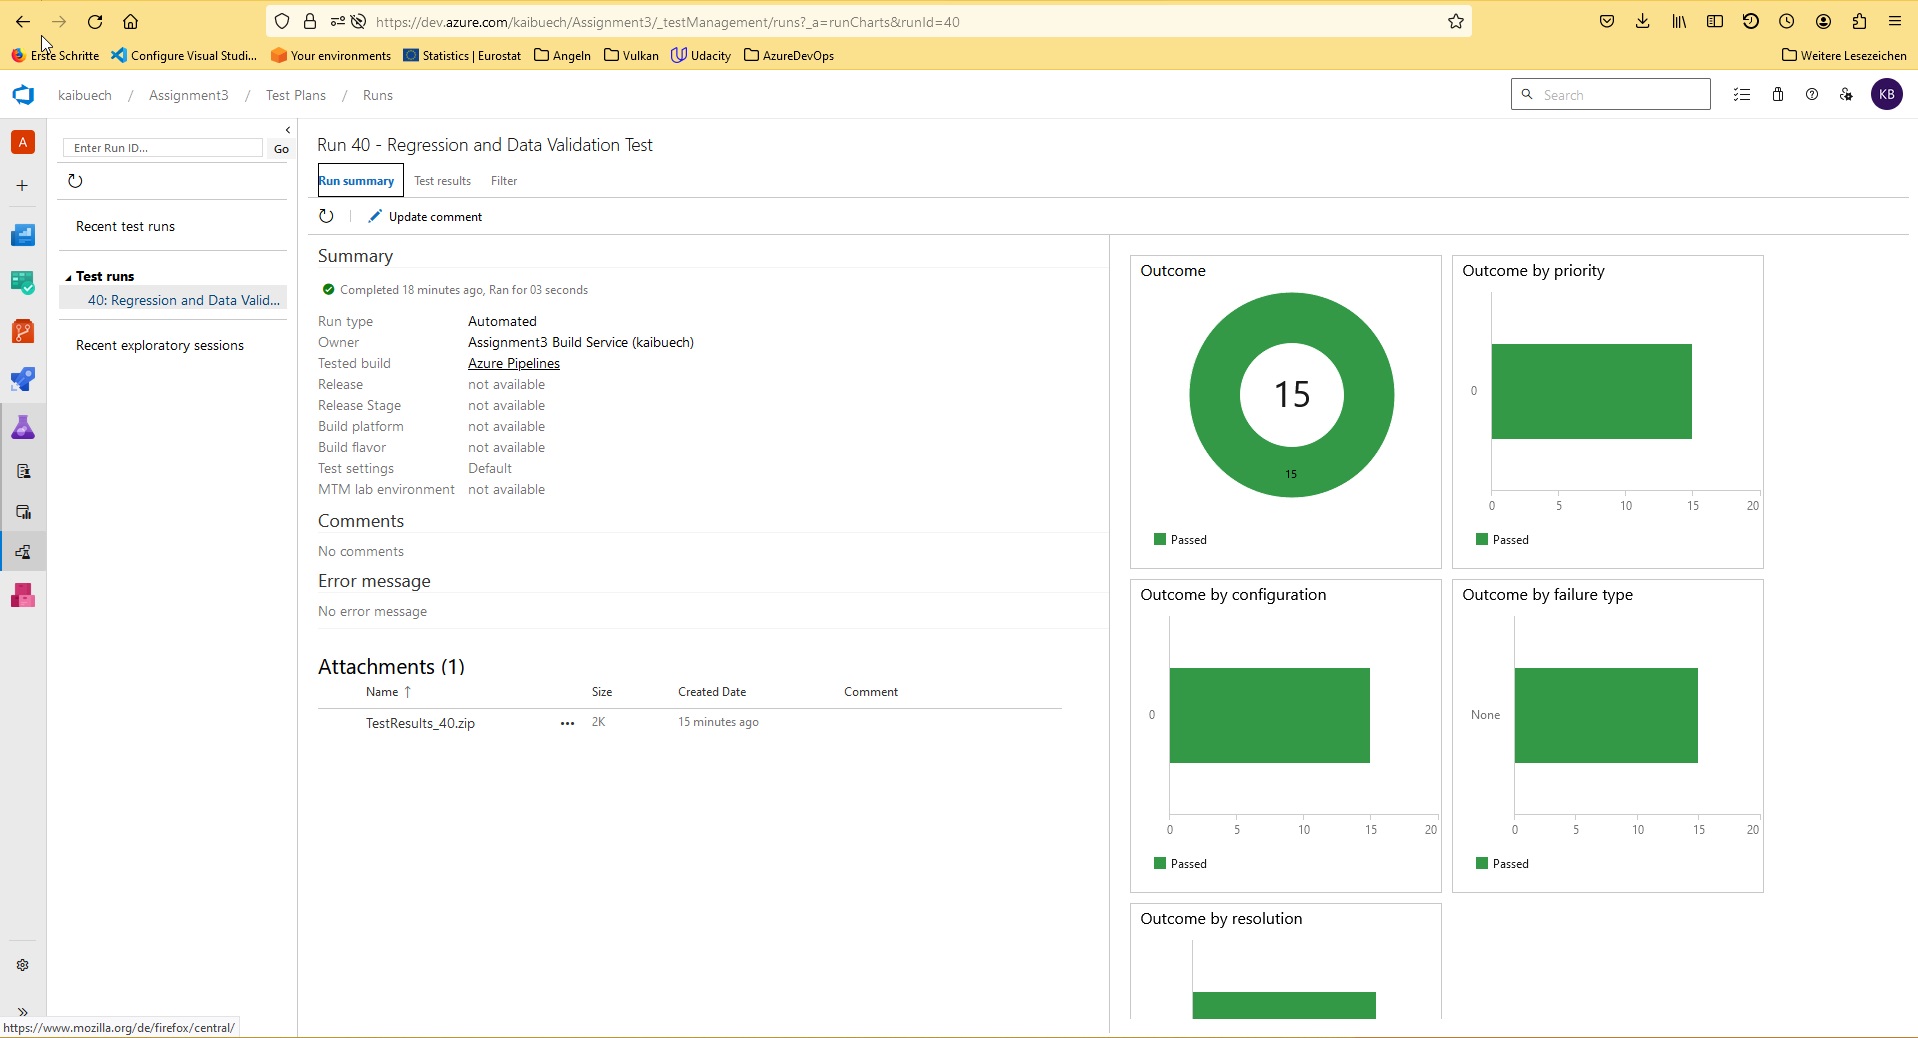 https://dev.azure.com/kaibuech/Assignment3/_testManagement/runs?_a=runCharts&runId=40
Erste Schritte
Configure Visual Studi...
Your environments
Statistics | Eurostat
Angeln
Vulkan
Udacity
AzureDevOps
Weitere Lesezeichen
kaibuech / Assignment3 / Test Plans / Runs
Search
KB
A
Enter Run ID...
Go
Recent test runs
Test runs
40: Regression and Data Valid...
Recent exploratory sessions
Run 40 - Regression and Data Validation Test
Run summary
Test results
Filter
Update comment
Summary
Completed 18 minutes ago, Ran for 03 seconds
Run type Automated
Owner Assignment3 Build Service (kaibuech)
Tested build Azure Pipelines
Release not available
Release Stage not available
Build platform not available
Build flavor not available
Test settings Default
MTM lab environment not available
Comments
No comments
Error message
No error message
Attachments (1)
Name ↑ Size Created Date Comment
TestResults_40.zip ... 2K 15 minutes ago
Outcome
15
15
Passed
Outcome by priority
0
0 5 10 15 20
Passed
Outcome by configuration
0
0 5 10 15 20
Passed
Outcome by failure type
None
0 5 10 15 20
Passed
Outcome by resolution
https://www.mozilla.org/de/firefox/central/